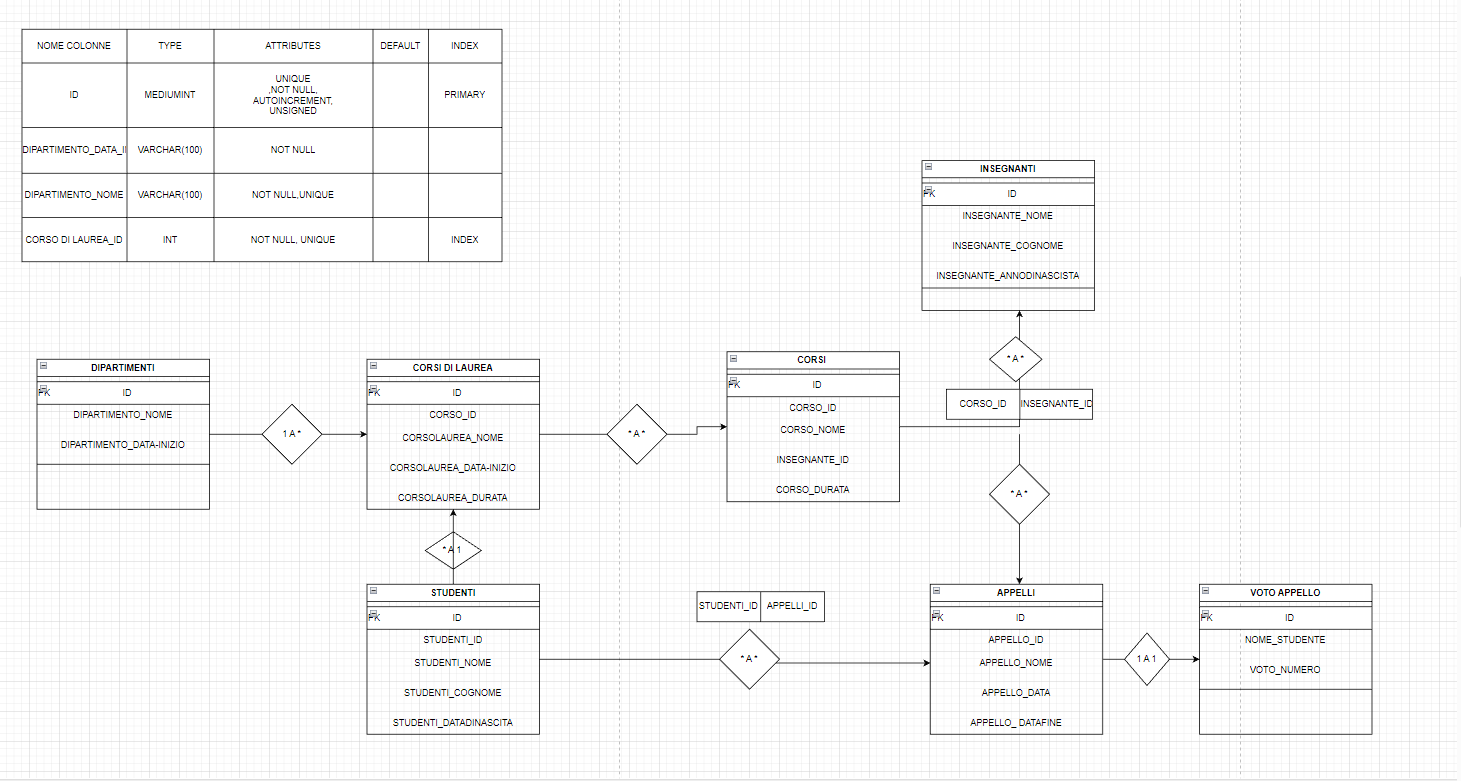 NOME COLONNE TYPE ATTRIBUTES DEFAULT INDEX
ID MEDIUMINT UNIQUE
,NOT NULL,
AUTOINCREMENT,
UNSIGNED
PRIMARY
DIPARTIMENTO_DATA_I VARCHAR(100) NOT NULL
DIPARTIMENTO_NOME VARCHAR(100) NOT NULL,UNIQUE
CORSO DI LAUREA_ID INT NOT NULL, UNIQUE INDEX
INSEGNANTI
PK ID
INSEGNANTE_NOME
INSEGNANTE_COGNOME
INSEGNANTE_ANNODINASCISTA
* A *
CORSO_ID INSEGNANTE_ID
DIPARTIMENTI
PK ID
DIPARTIMENTO_NOME
DIPARTIMENTO_DATA-INIZIO
1 A *
CORSI DI LAUREA
PK ID
CORSO_ID
CORSOLAUREA_NOME
CORSOLAUREA_DATA-INIZIO
CORSOLAUREA_DURATA
* A *
CORSI
PK ID
CORSO_ID
CORSO_NOME
INSEGNANTE_ID
CORSO_DURATA
* A *
* A 1
STUDENTI
PK ID
STUDENTI_ID
STUDENTI_NOME
STUDENTI_COGNOME
STUDENTI_DATADINASCITA
STUDENTI_ID APPELLI_ID
* A *
APPELLI
PK ID
APPELLO_ID
APPELLO_NOME
APPELLO_DATA
APPELLO_ DATAFINE
1 A 1
VOTO APPELLO
PK ID
NOME_STUDENTE
VOTO_NUMERO